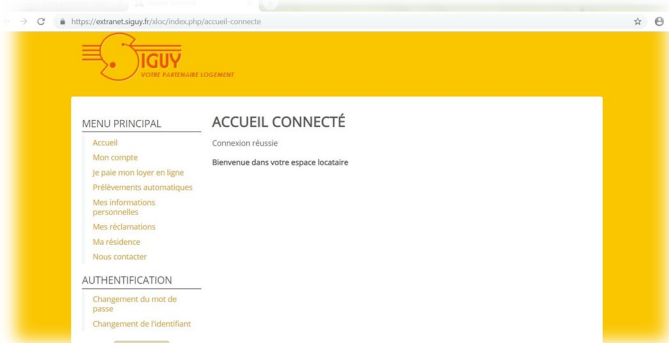 https://extranet.siguy.fr/xloc/index.php/accueil-connecte
SIGUY
VOTRE PARTENAIRE LOGEMENT
MENU PRINCIPAL
Accueil
Mon compte
Je paie mon loyer en ligne
Prélèvements automatiques
Mes informations
personnelles
Mes réclamations
Ma résidence
Nous contacter
AUTHENTIFICATION
Changement du mot de
passe
Changement de l'identifiant
ACCUEIL CONNECTÉ
Connexion réussie
Bienvenue dans votre espace locataire